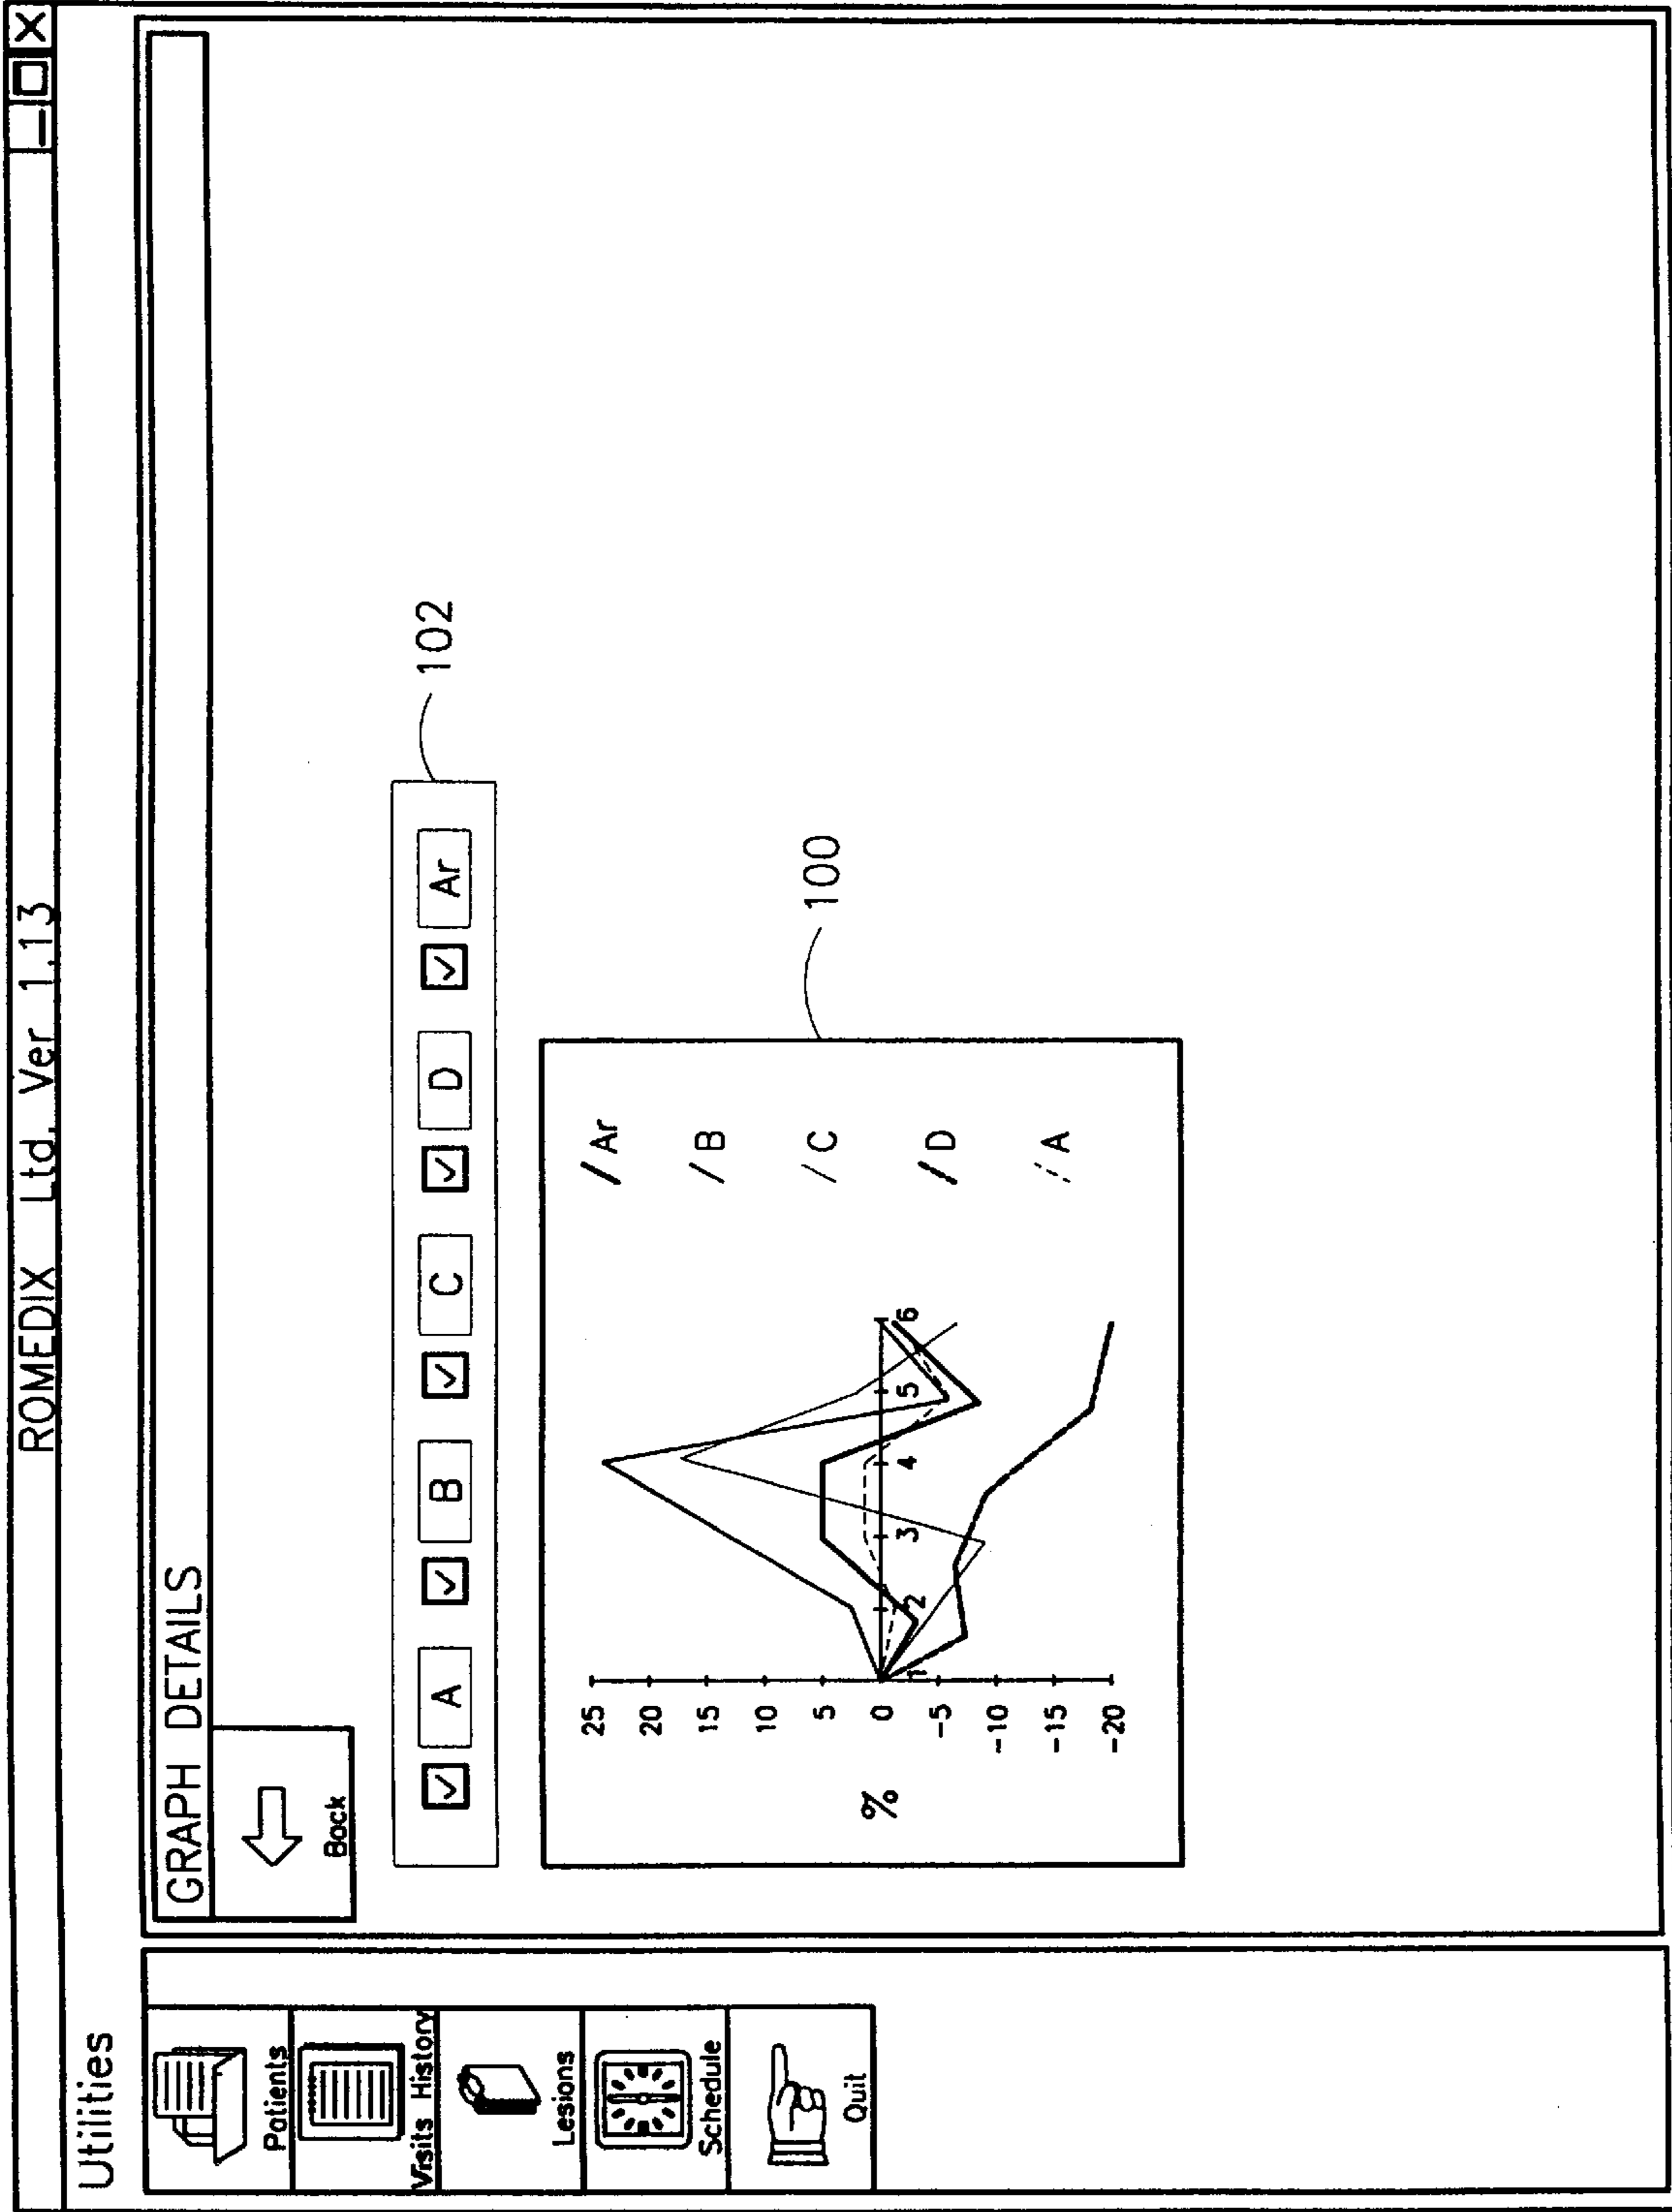 ROMEDIX Ltd. Ver 1.13
Utilities
Patients
Visits History
Lesions
Schedule
Quit
GRAPH DETAILS
Back
A B C D Ar
102
100
%
25
20
15
10
5
0
-5
-10
-15
-20
1 2 3 4 5 6
Ar
B
C
D
A